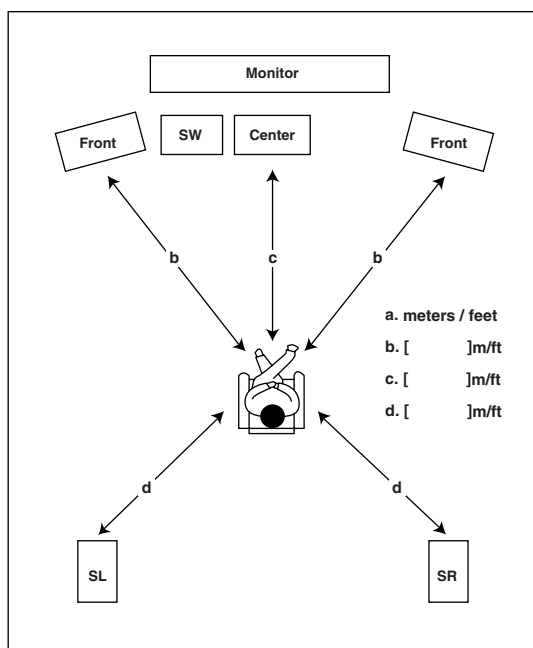 Monitor
Front
SW
Center
Front
b
c
b
a. meters / feet
b. [ ]m/ft
c. [ ]m/ft
d. [ ]m/ft
d
d
SL
SR